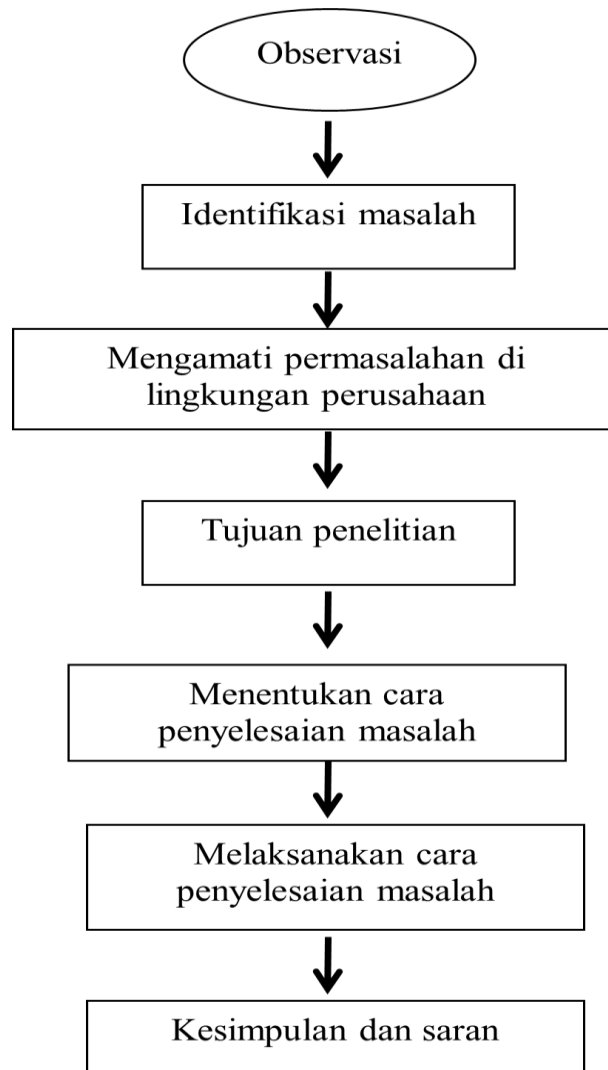 Observasi
Identifikasi masalah
Mengamati permasalahan di
lingkungan perusahaan
Tujuan penelitian
Menentukan cara
penyelesaian masalah
Melaksanakan cara
penyelesaian masalah
Kesimpulan dan saran